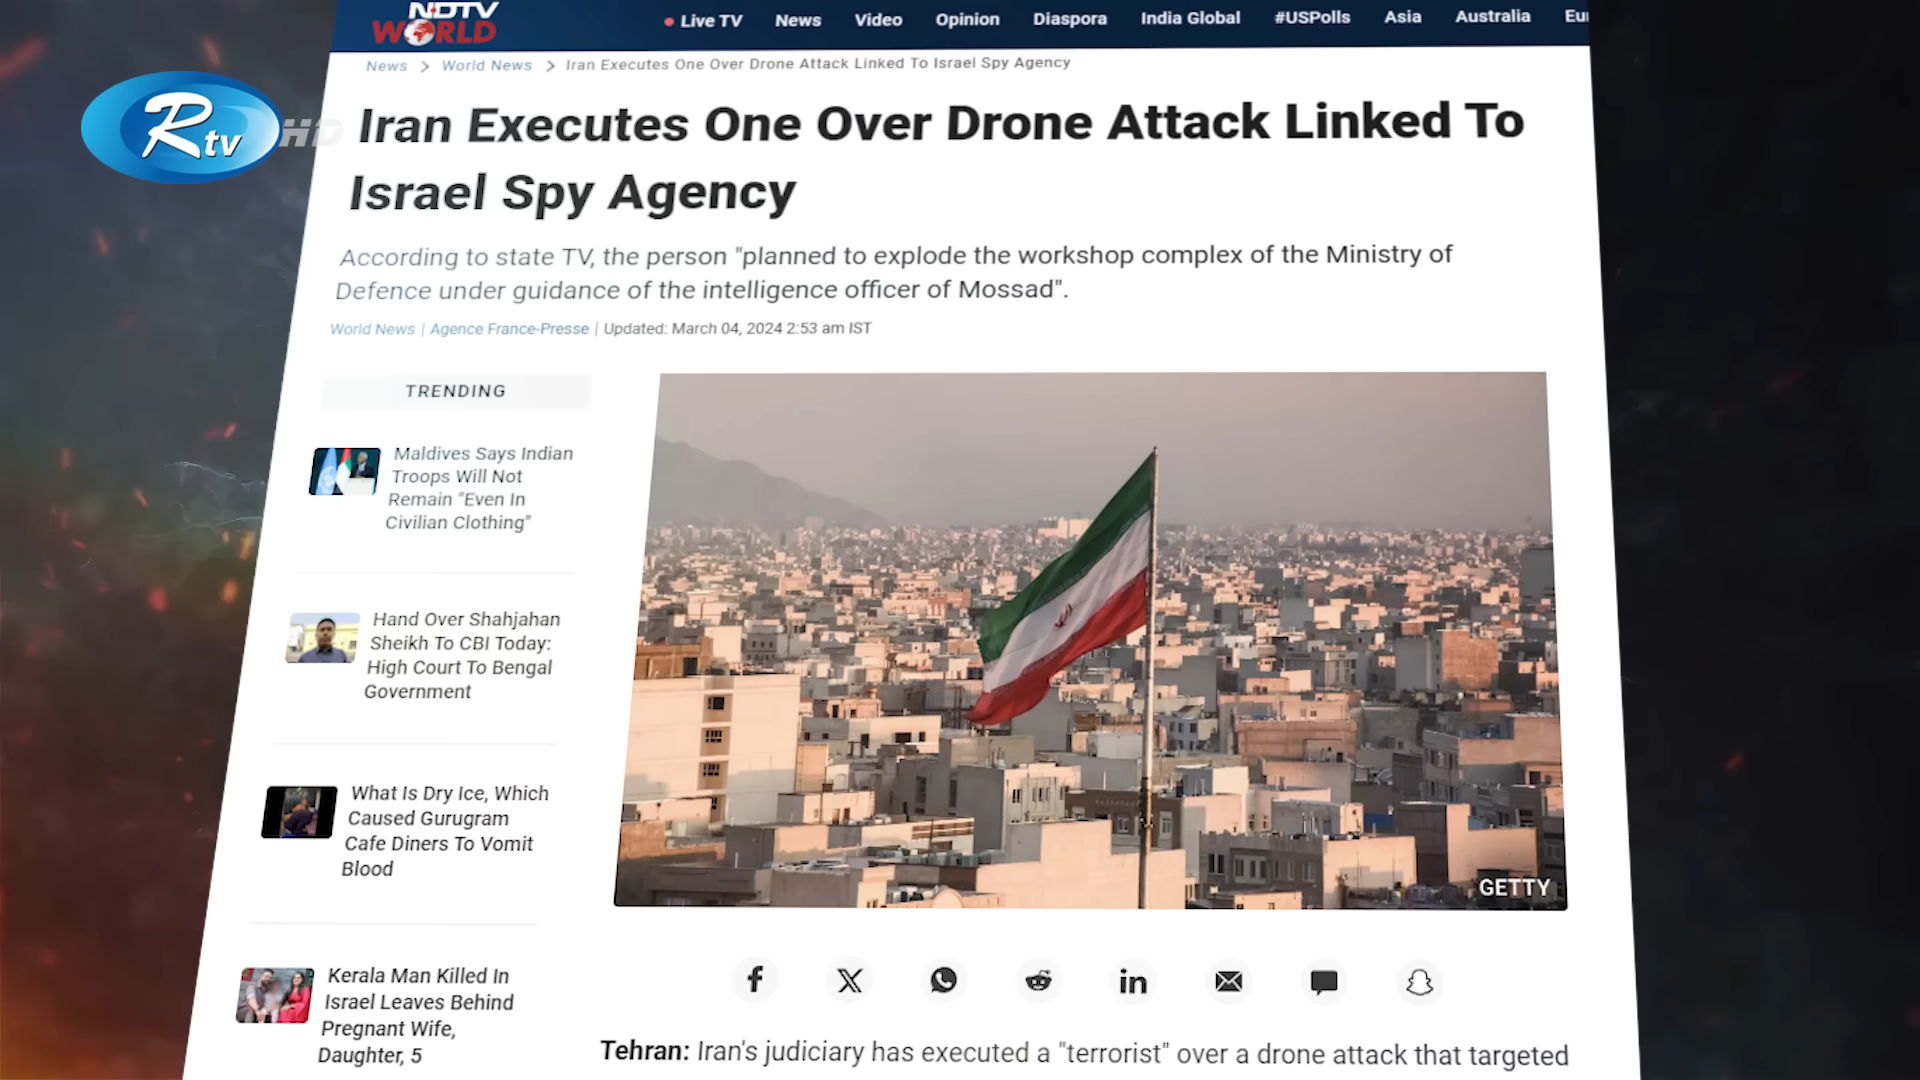 NDTV
WORLD
Live TV News Video Opinion Diaspora India Global #USPolls Asia Australia
News > World News > Iran Executes One Over Drone Attack Linked To Israel Spy Agency
Rtv HD
Iran Executes One Over Drone Attack Linked To
Israel Spy Agency
According to state TV, the person "planned to explode the workshop complex of the Ministry of
Defence under guidance of the intelligence officer of Mossad".
World News | Agence France-Presse | Updated: March 04, 2024 2:53 am IST
TRENDING
Maldives Says Indian
Troops Will Not
Remain "Even In
Civilian Clothing"
Hand Over Shahjahan
Sheikh To CBI Today:
High Court To Bengal
Government
What Is Dry Ice, Which
Caused Gurugram
Cafe Diners To Vomit
Blood
Kerala Man Killed In
Israel Leaves Behind
Pregnant Wife,
Daughter, 5
GETTY
Tehran: Iran's judiciary has executed a "terrorist" over a drone attack that targeted